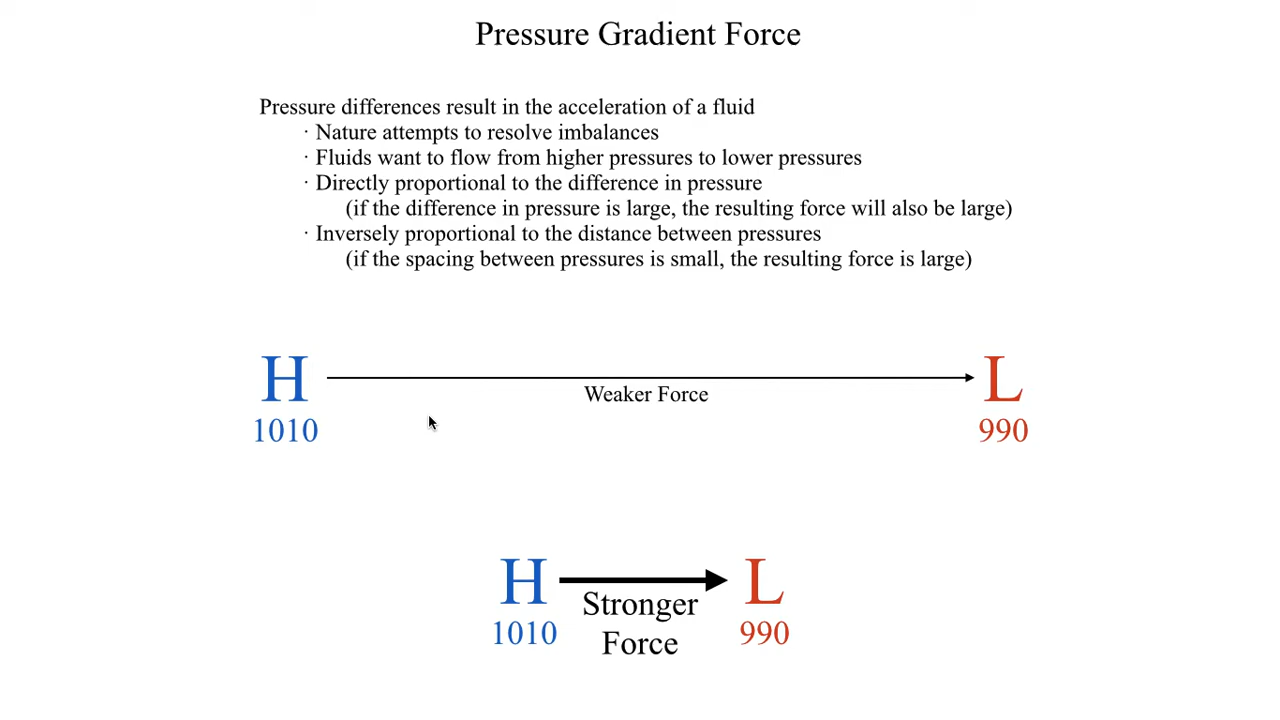 Pressure Gradient Force
Pressure differences result in the acceleration of a fluid
· Nature attempts to resolve imbalances
· Fluids want to flow from higher pressures to lower pressures
· Directly proportional to the difference in pressure
(if the difference in pressure is large, the resulting force will also be large)
· Inversely proportional to the distance between pressures
(if the spacing between pressures is small, the resulting force is large)
H
L
Weaker Force
1010
990
H
L
Stronger
Force
1010
990